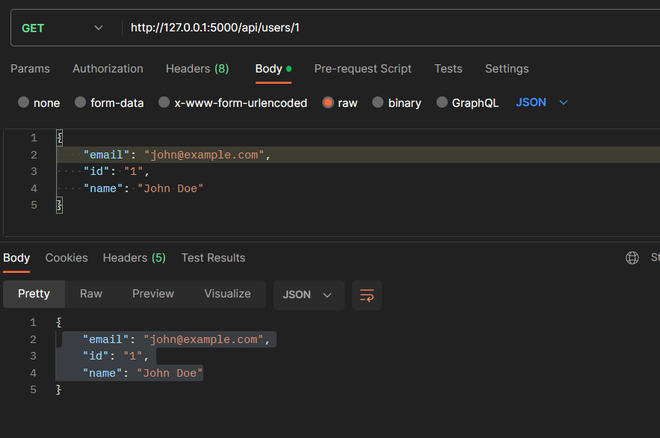 GET http://127.0.0.1:5000/api/users/1
Params Authorization Headers (8) Body Pre-request Script Tests Settings
none form-data x-www-form-urlencoded raw binary GraphQL JSON
1 {
2 "email": "john@example.com",
3 "id": "1",
4 "name": "John Doe"
5 }
Body Cookies Headers (5) Test Results
Pretty Raw Preview Visualize JSON
1 {
2 "email": "john@example.com",
3 "id": "1",
4 "name": "John Doe"
5 }